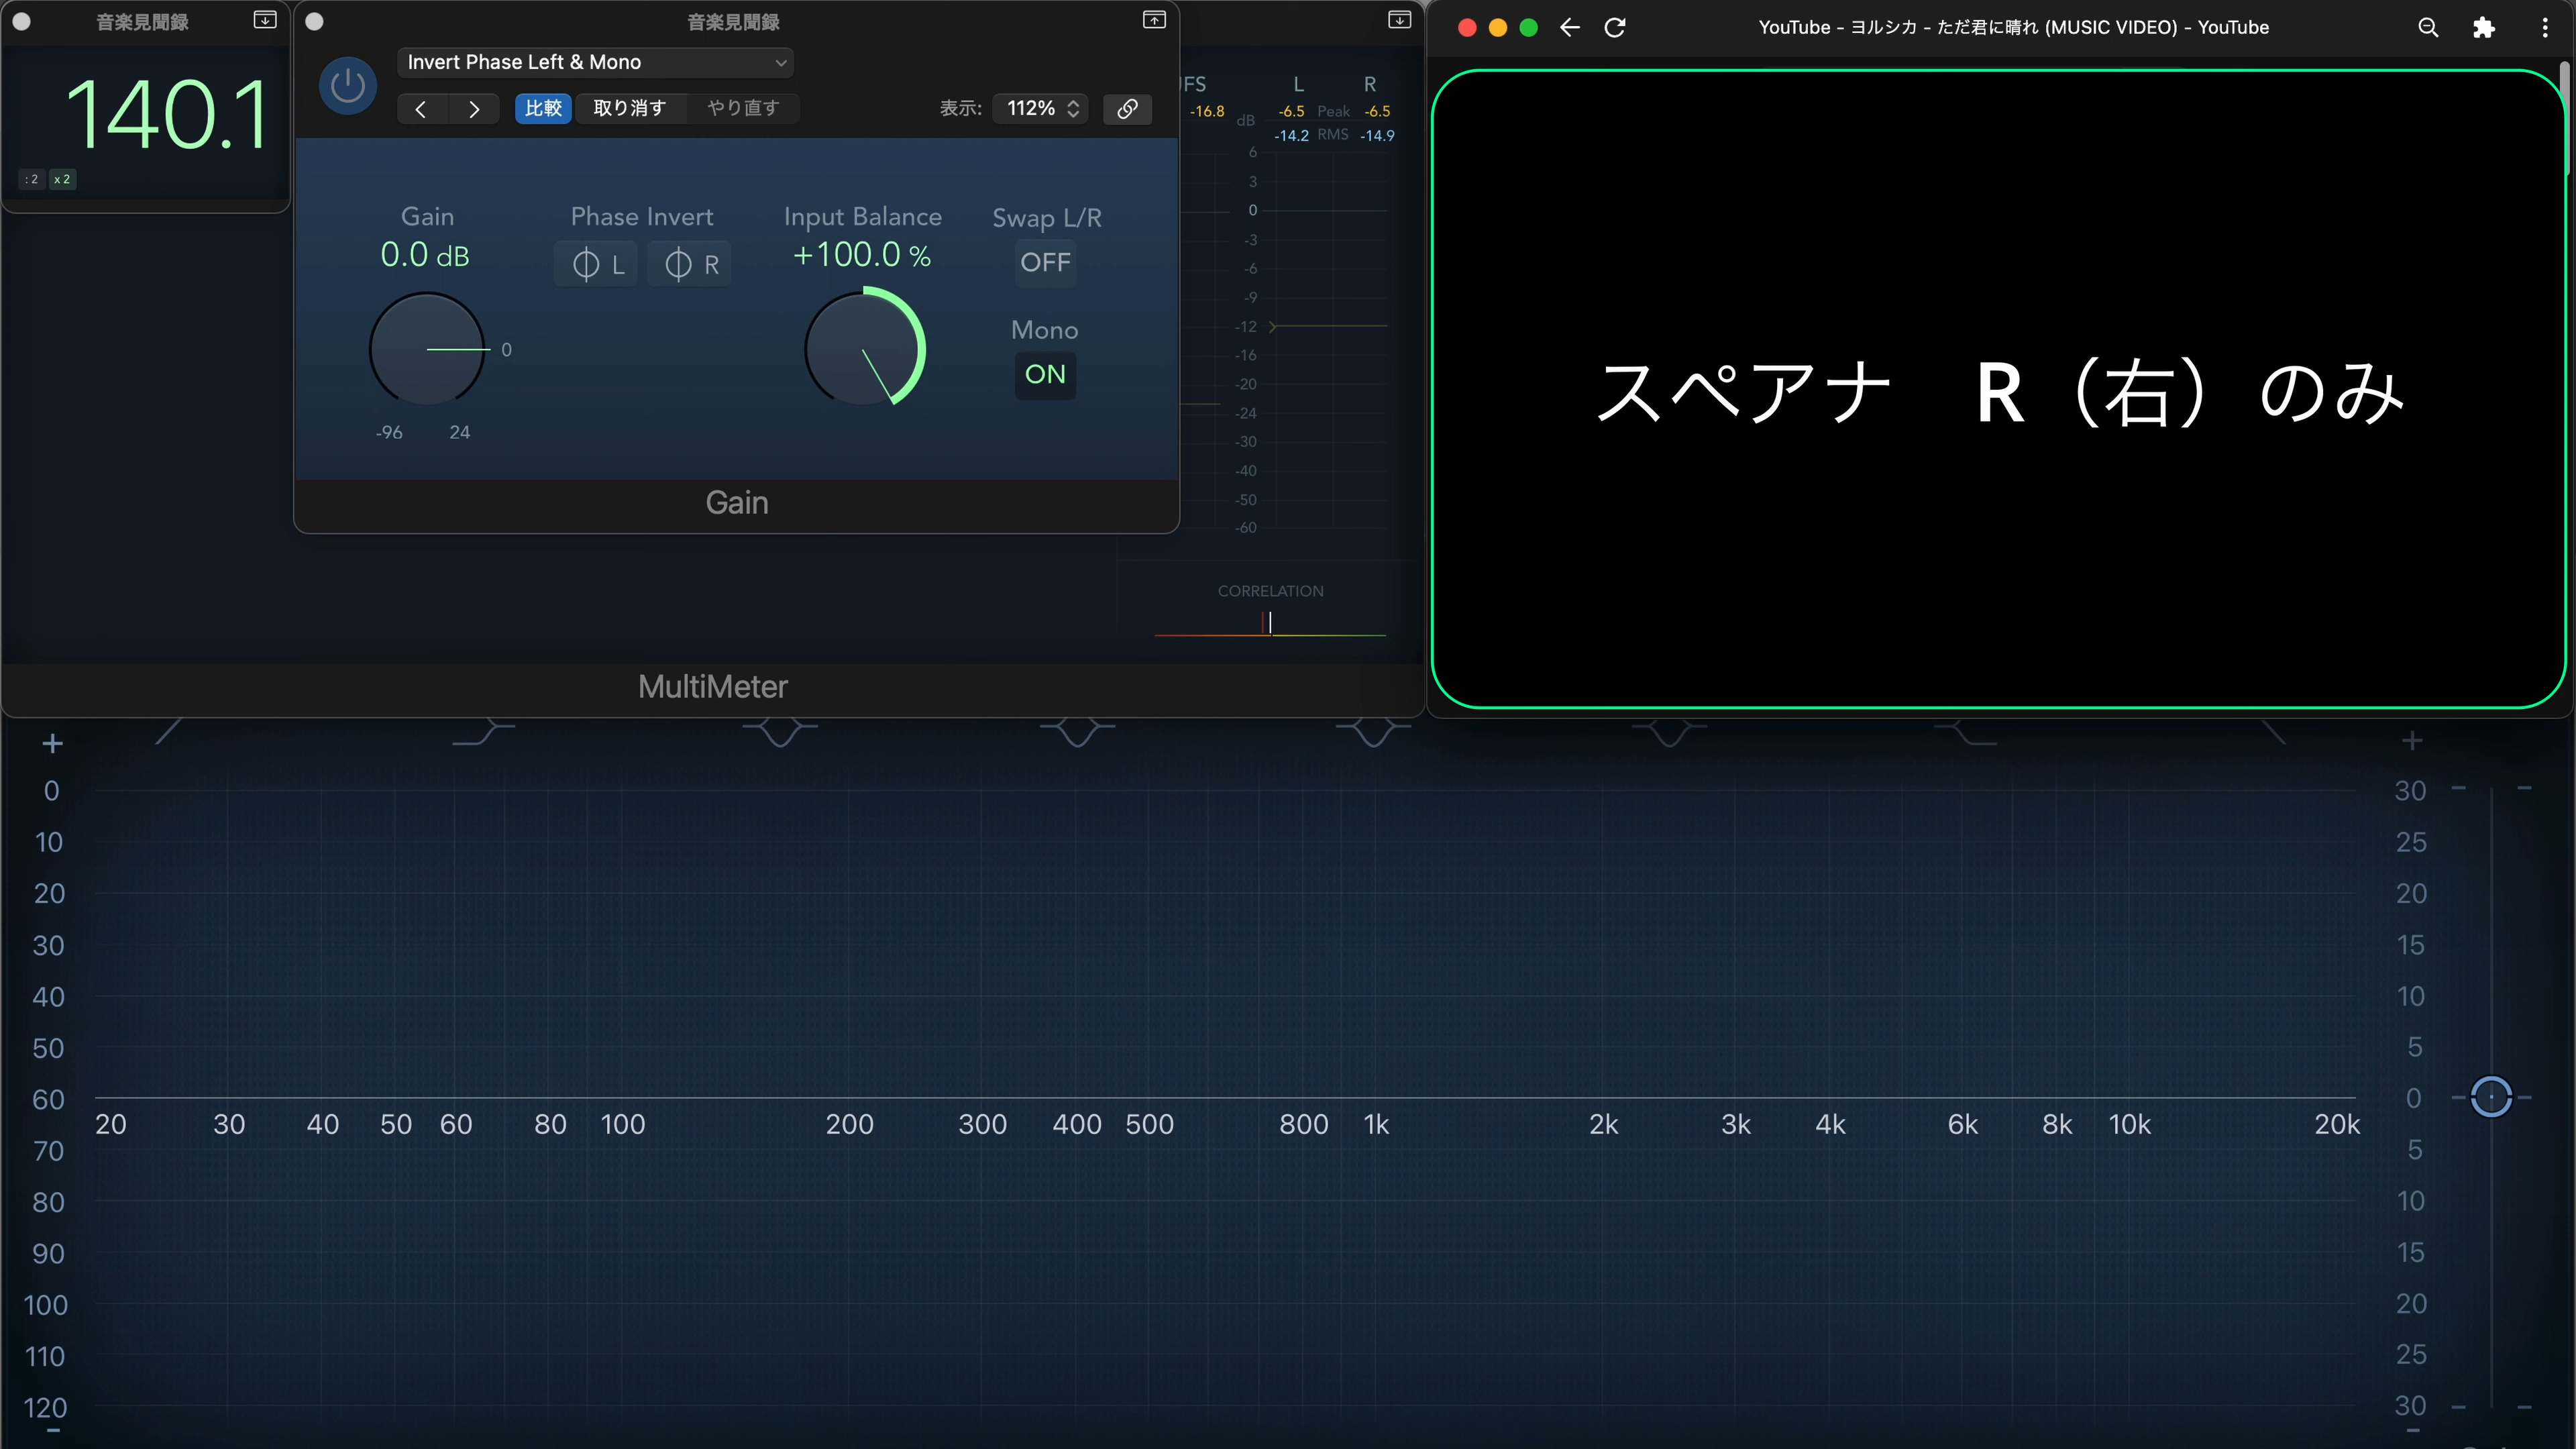 音楽見聞録
140.1
: 2 x 2
音楽見聞録
Invert Phase Left & Mono
比較 取り消す やり直す 表示: 112%
Gain
0.0 dB
0
-96 24
Phase Invert
L R
Input Balance
+100.0 %
Swap L/R
OFF
Mono
ON
Gain
L R
-16.8 dB -6.5 Peak -6.5
-14.2 RMS -14.9
6
3
0
-3
-6
-9
-12
-16
-20
-24
-30
-40
-50
-60
CORRELATION
MultiMeter
YouTube - ヨルシカ - ただ君に晴れ (MUSIC VIDEO) - YouTube
スペアナ R（右）のみ
+ +
0 30
10 25
20 20
30 15
40 10
50 5
60 0
20 30 40 50 60 80 100 200 300 400 500 800 1k 2k 3k 4k 6k 8k 10k 20k
70 5
80 10
90 15
100 20
110 25
120 30
- -